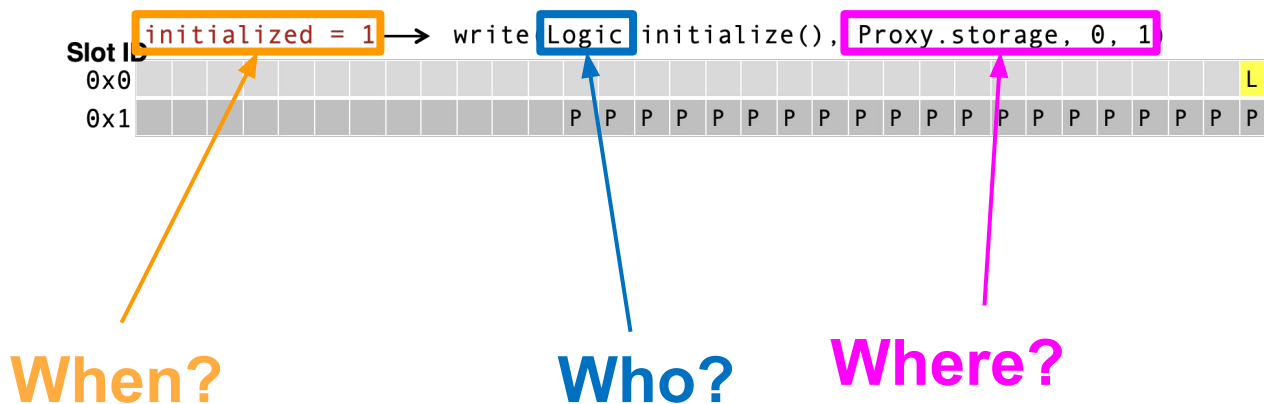 initialized = 1 → write(Logic.initialize(), Proxy.storage, 0, 1)
Slot ID
0x0 L
0x1 P P P P P P P P P P P P P P P P P P P P
When? Who? Where?